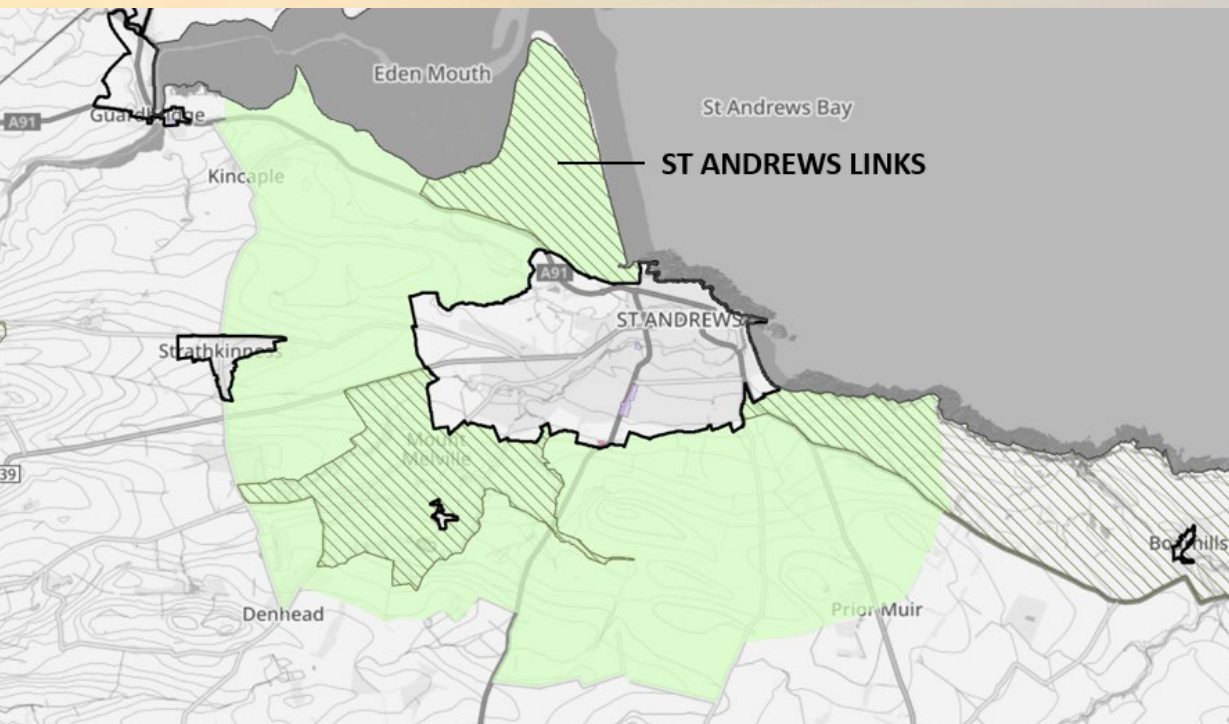 Eden Mouth
St Andrews Bay
A91
Guardbridge
ST ANDREWS LINKS
Kincaple
A91
ST ANDREWS
Strathkinness
Mount
Melville
39
Boarhills
Denhead
Prior Muir